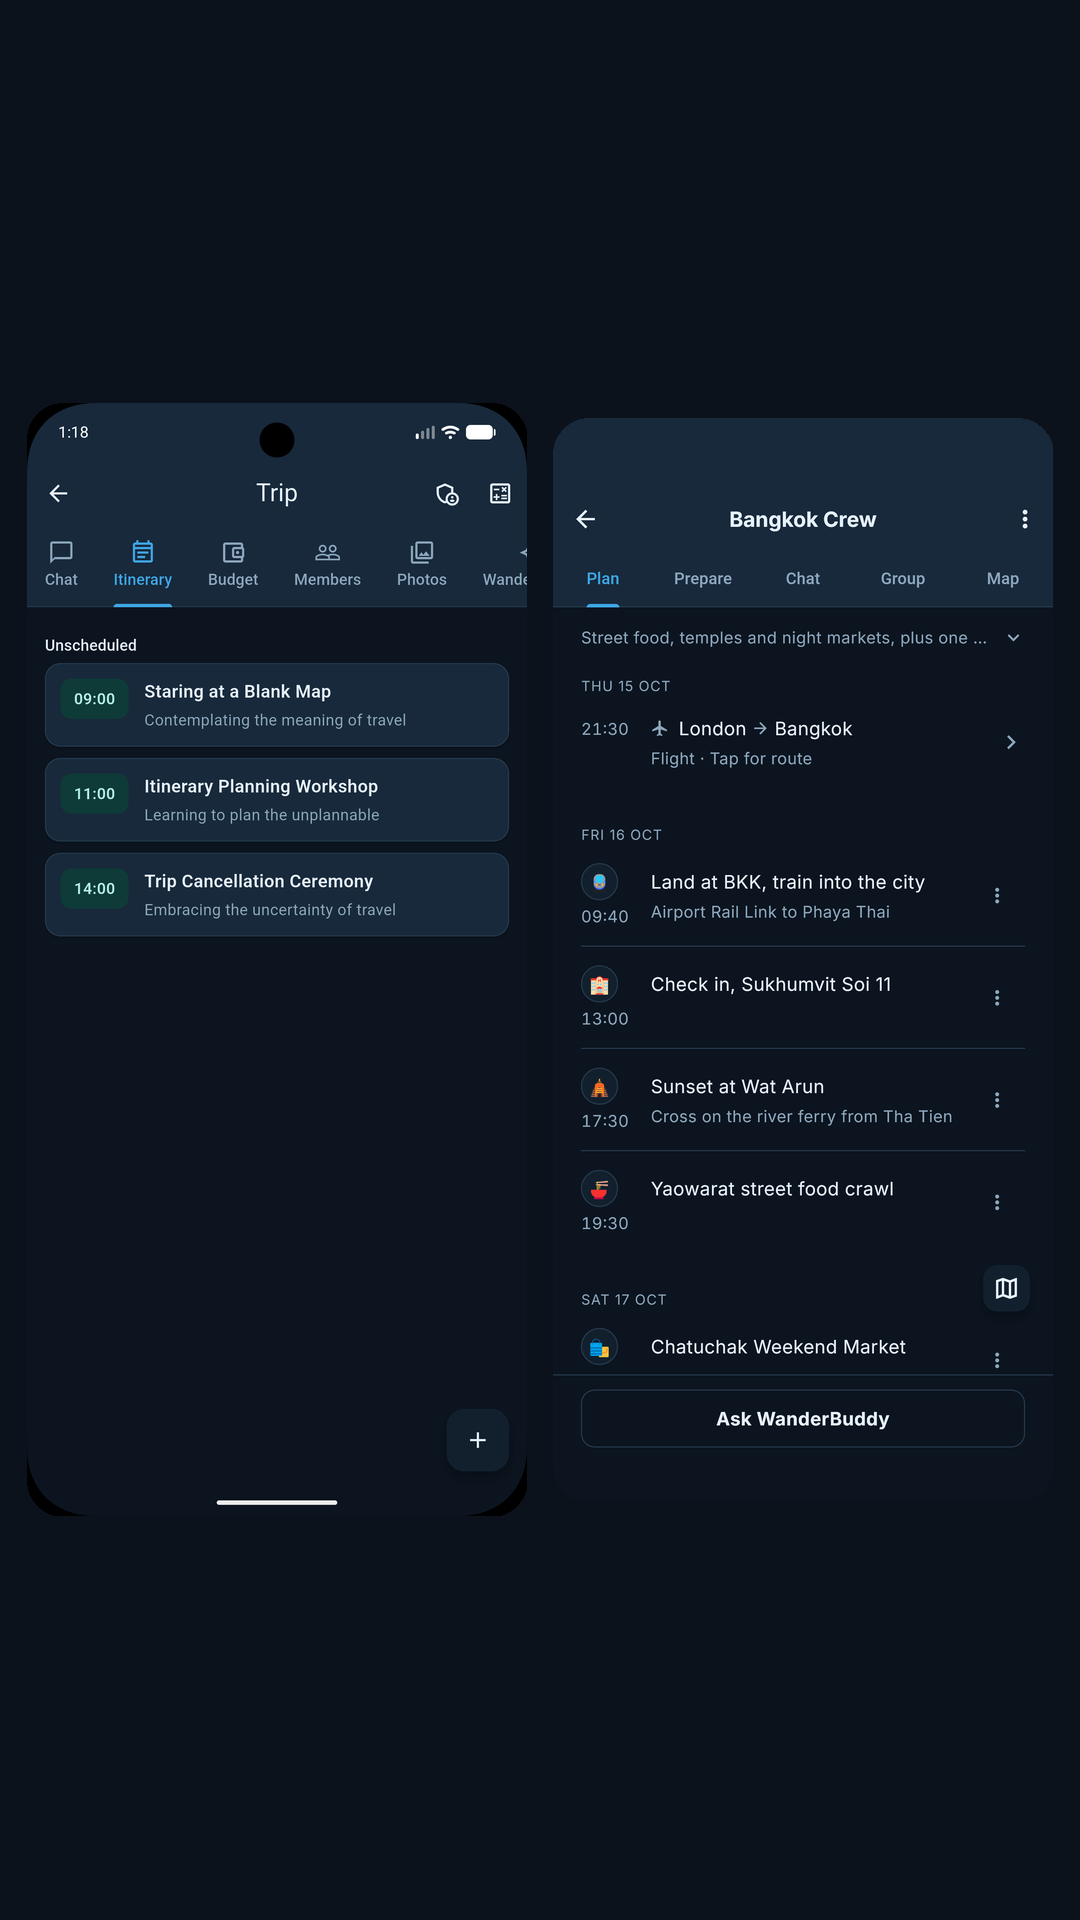 1:18
Trip
Chat
Itinerary
Budget
Members
Photos
Wande
Unscheduled
09:00
Staring at a Blank Map
Contemplating the meaning of travel
11:00
Itinerary Planning Workshop
Learning to plan the unplannable
14:00
Trip Cancellation Ceremony
Embracing the uncertainty of travel
Bangkok Crew
Plan
Prepare
Chat
Group
Map
Street food, temples and night markets, plus one ...
THU 15 OCT
21:30
London → Bangkok
Flight · Tap for route
FRI 16 OCT
Land at BKK, train into the city
09:40
Airport Rail Link to Phaya Thai
Check in, Sukhumvit Soi 11
13:00
Sunset at Wat Arun
17:30
Cross on the river ferry from Tha Tien
Yaowarat street food crawl
19:30
SAT 17 OCT
Chatuchak Weekend Market
Ask WanderBuddy